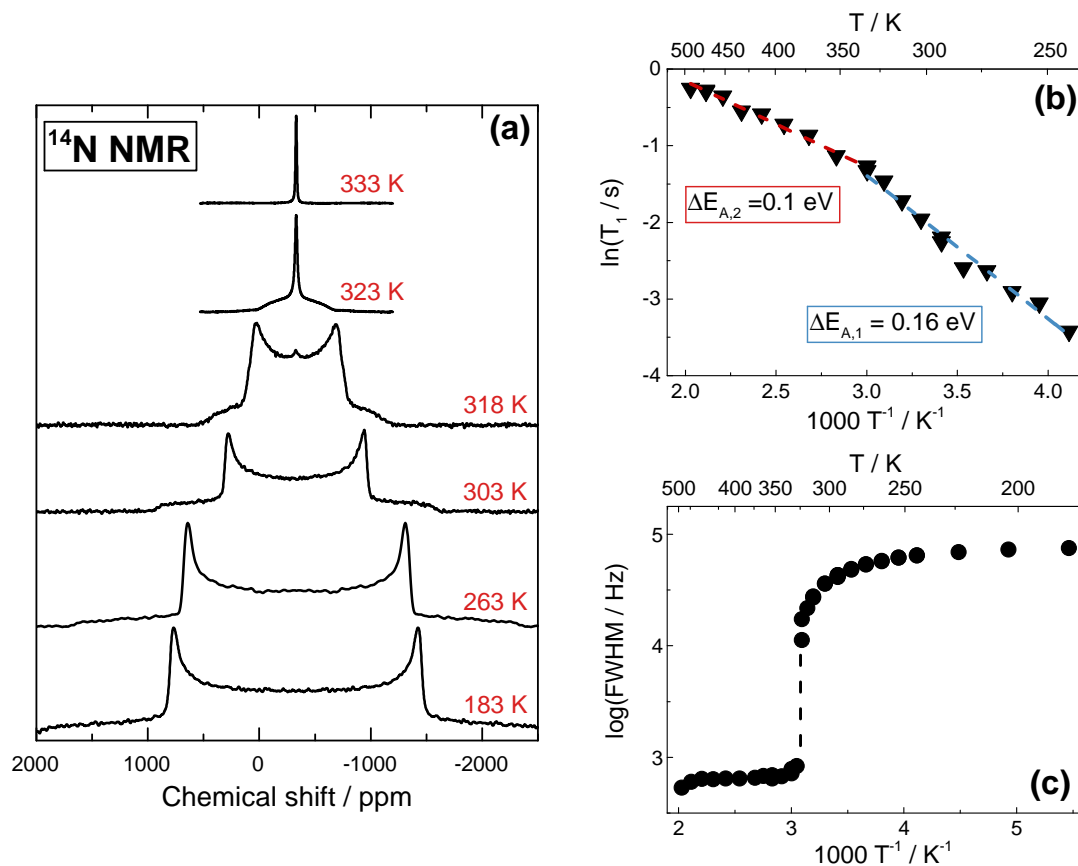 ¹⁴N NMR
(a)
333 K
323 K
318 K
303 K
263 K
183 K
2000 1000 0 -1000 -2000
Chemical shift / ppm
T / K
500 450 400 350 300 250
(b)
0
-1
-2
-3
-4
ln(T₁ / s)
ΔE_A,2 =0.1 eV
ΔE_A,1 = 0.16 eV
2.0 2.5 3.0 3.5 4.0
1000 T⁻¹ / K⁻¹
T / K
500 400 350 300 250 200
5
4
3
log(FWHM / Hz)
(c)
2 3 4 5
1000 T⁻¹ / K⁻¹